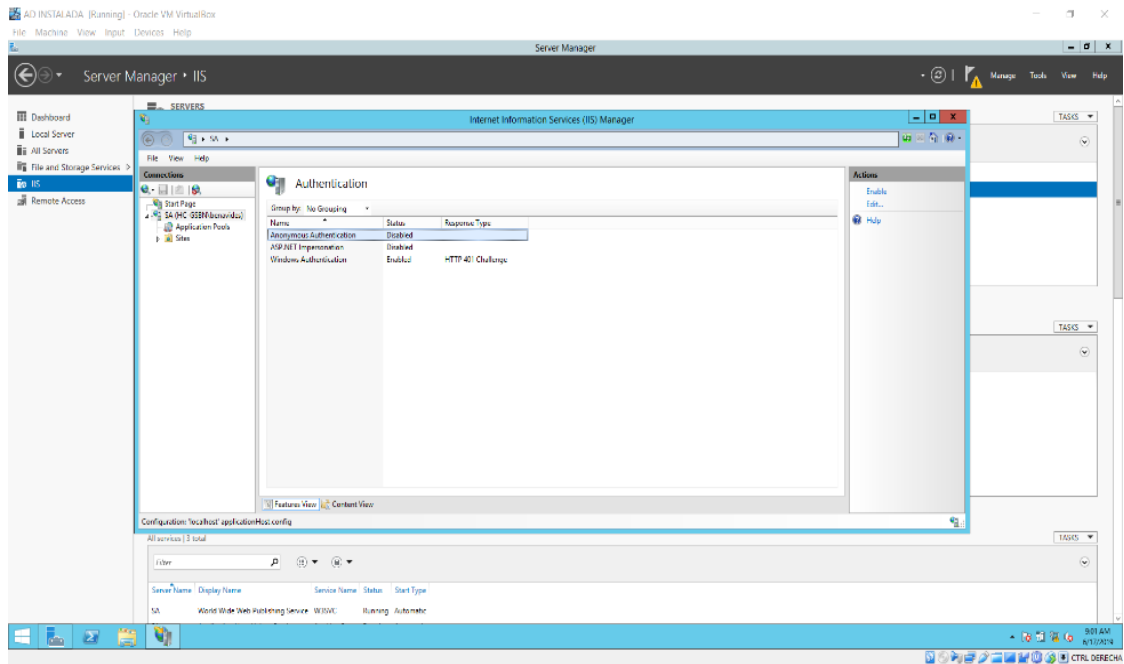 AD INSTALADA [Running] - Oracle VM VirtualBox
File Machine View Input Devices Help
Server Manager
Server Manager • IIS
Manage Tools View Help
Dashboard
Local Server
All Servers
File and Storage Services
IIS
Remote Access
SERVERS
TASKS
Internet Information Services (IIS) Manager
SA
File View Help
Connections
Start Page
Application Pools
Sites
Authentication
Group by: No Grouping
Name Status Response Type
Anonymous Authentication Disabled
ASP.NET Impersonation Disabled
Windows Authentication Enabled HTTP 401 Challenge
Actions
Enable
Edit...
Help
TASKS
Features View Content View
Configuration: 'localhost' applicationHost.config
All services | 3 total
TASKS
Filter
Server Name Display Name Service Name Status Start Type
SA World Wide Web Publishing Service W3SVC Running Automatic
9:01 AM
6/17/2019
CTRL DERECHA